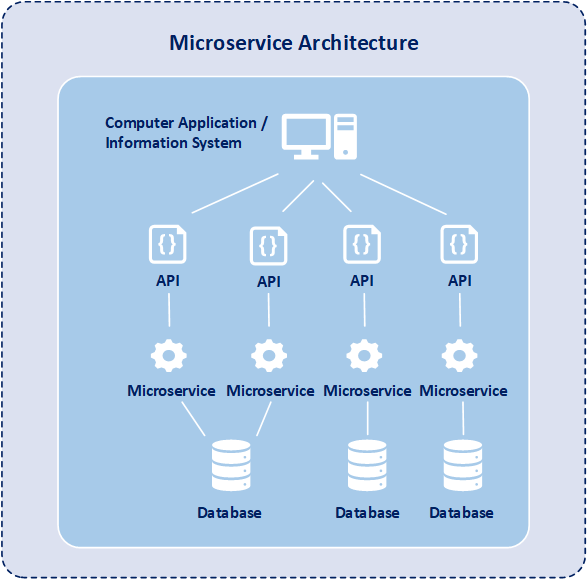 Microservice Architecture
Computer Application /
Information System
{}
{}
{}
{}
API
API
API
API
Microservice
Microservice
Microservice
Microservice
Database
Database
Database